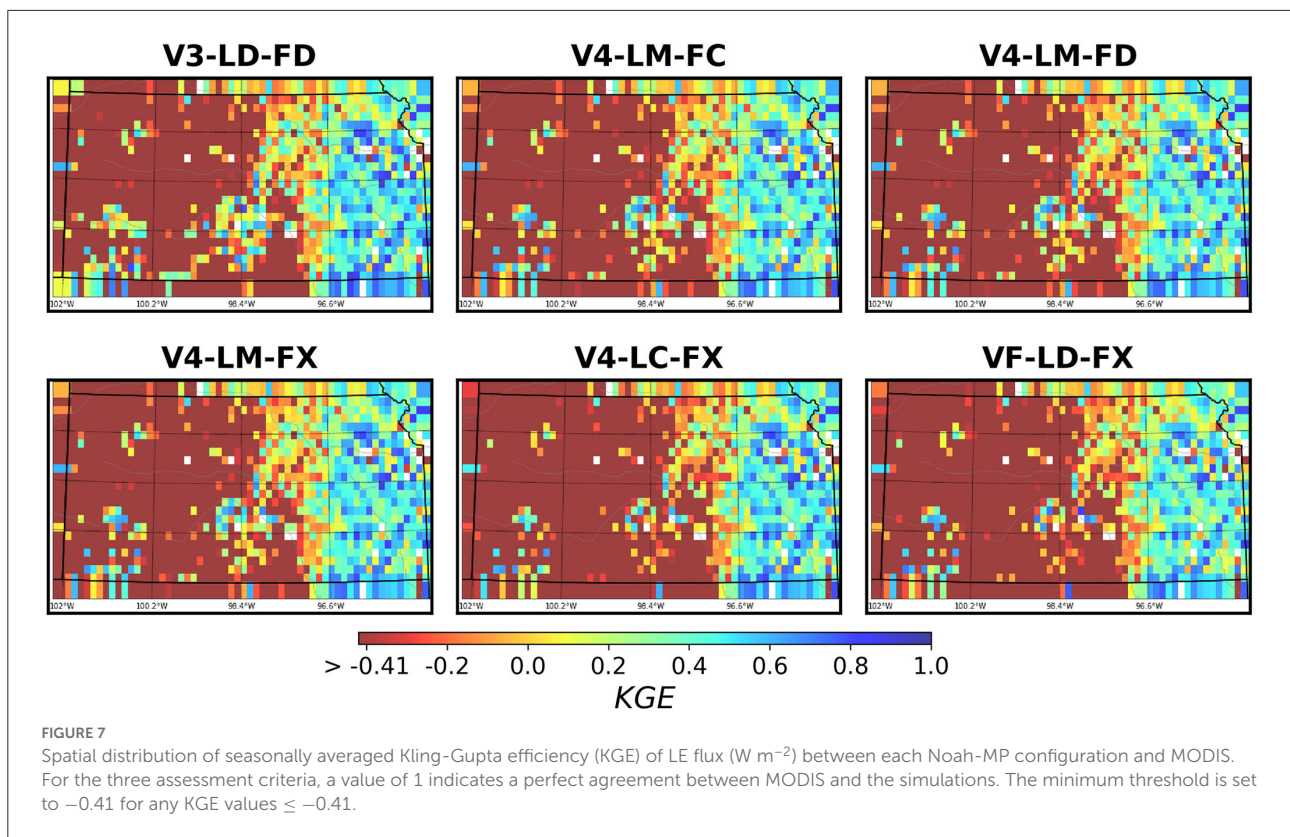 V3-LD-FD V4-LM-FC V4-LM-FD
102°W 100.2°W 98.4°W 96.6°W 102°W 100.2°W 98.4°W 96.6°W 102°W 100.2°W 98.4°W 96.6°W
V4-LM-FX V4-LC-FX VF-LD-FX
102°W 100.2°W 98.4°W 96.6°W 102°W 100.2°W 98.4°W 96.6°W 102°W 100.2°W 98.4°W 96.6°W
> -0.41 -0.2 0.0 0.2 0.4 0.6 0.8 1.0
KGE
FIGURE 7
Spatial distribution of seasonally averaged Kling-Gupta efficiency (KGE) of LE flux (W m⁻²) between each Noah-MP configuration and MODIS.
For the three assessment criteria, a value of 1 indicates a perfect agreement between MODIS and the simulations. The minimum threshold is set
to −0.41 for any KGE values ≤ −0.41.